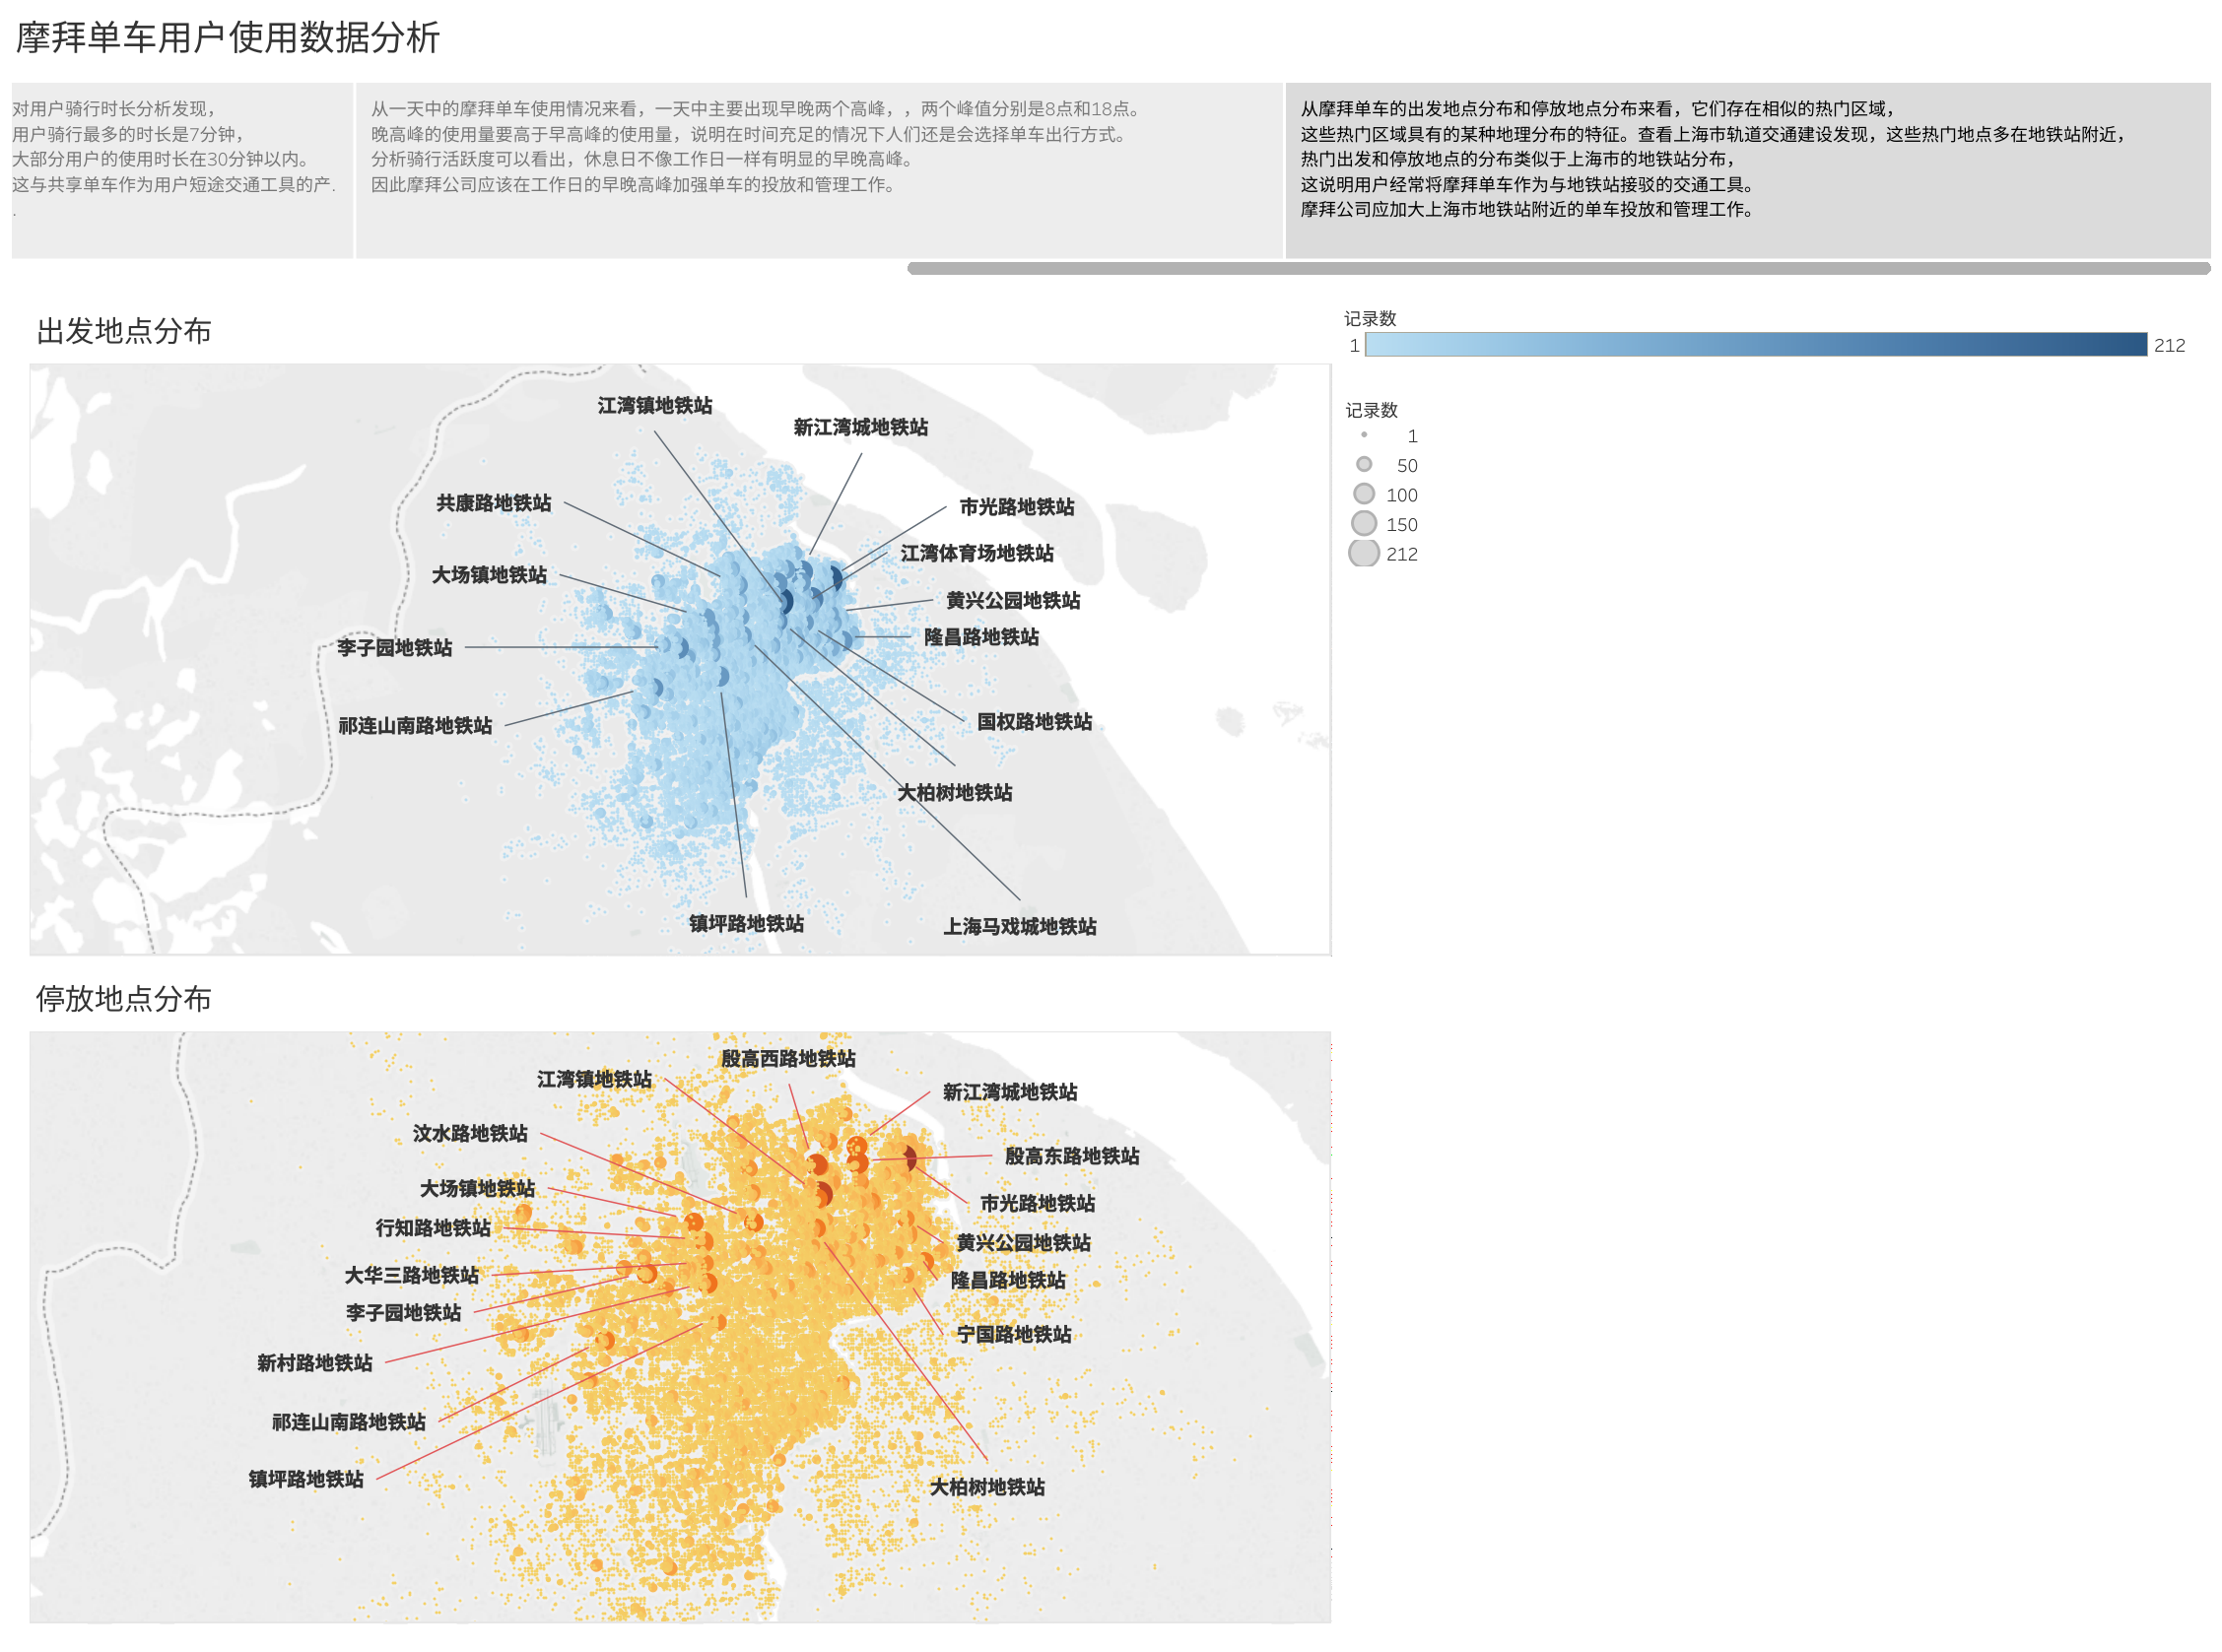 摩拜单车用户使用数据分析
对用户骑行时长分析发现，
用户骑行最多的时长是7分钟，
大部分用户的使用时长在30分钟以内。
这与共享单车作为用户短途交通工具的产.
.
从一天中的摩拜单车使用情况来看，一天中主要出现早晚两个高峰，，两个峰值分别是8点和18点。
晚高峰的使用量要高于早高峰的使用量，说明在时间充足的情况下人们还是会选择单车出行方式。
分析骑行活跃度可以看出，休息日不像工作日一样有明显的早晚高峰。
因此摩拜公司应该在工作日的早晚高峰加强单车的投放和管理工作。
从摩拜单车的出发地点分布和停放地点分布来看，它们存在相似的热门区域，
这些热门区域具有的某种地理分布的特征。查看上海市轨道交通建设发现，这些热门地点多在地铁站附近，
热门出发和停放地点的分布类似于上海市的地铁站分布，
这说明用户经常将摩拜单车作为与地铁站接驳的交通工具。
摩拜公司应加大上海市地铁站附近的单车投放和管理工作。
出发地点分布
江湾镇地铁站
新江湾城地铁站
共康路地铁站
市光路地铁站
江湾体育场地铁站
大场镇地铁站
黄兴公园地铁站
隆昌路地铁站
李子园地铁站
国权路地铁站
祁连山南路地铁站
大柏树地铁站
镇坪路地铁站
上海马戏城地铁站
记录数
1
212
记录数
1
50
100
150
212
停放地点分布
殷高西路地铁站
江湾镇地铁站
新江湾城地铁站
汶水路地铁站
殷高东路地铁站
大场镇地铁站
市光路地铁站
行知路地铁站
黄兴公园地铁站
大华三路地铁站
隆昌路地铁站
李子园地铁站
宁国路地铁站
新村路地铁站
祁连山南路地铁站
镇坪路地铁站
大柏树地铁站